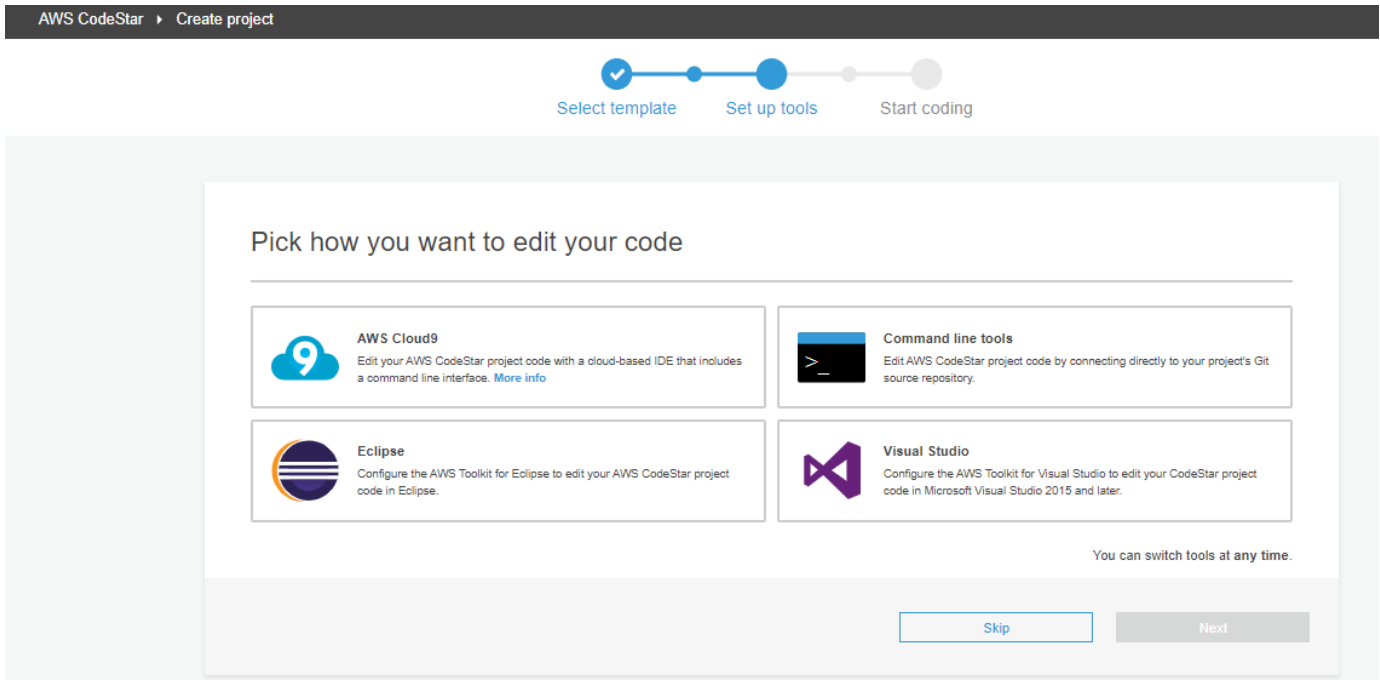 AWS CodeStar ▸ Create project
Select template Set up tools Start coding
Pick how you want to edit your code
9
AWS Cloud9
Edit your AWS CodeStar project code with a cloud-based IDE that includes
a command line interface. More info
>_
Command line tools
Edit AWS CodeStar project code by connecting directly to your project's Git
source repository.
Eclipse
Configure the AWS Toolkit for Eclipse to edit your AWS CodeStar project
code in Eclipse.
Visual Studio
Configure the AWS Toolkit for Visual Studio to edit your CodeStar project
code in Microsoft Visual Studio 2015 and later.
You can switch tools at any time.
Skip Next